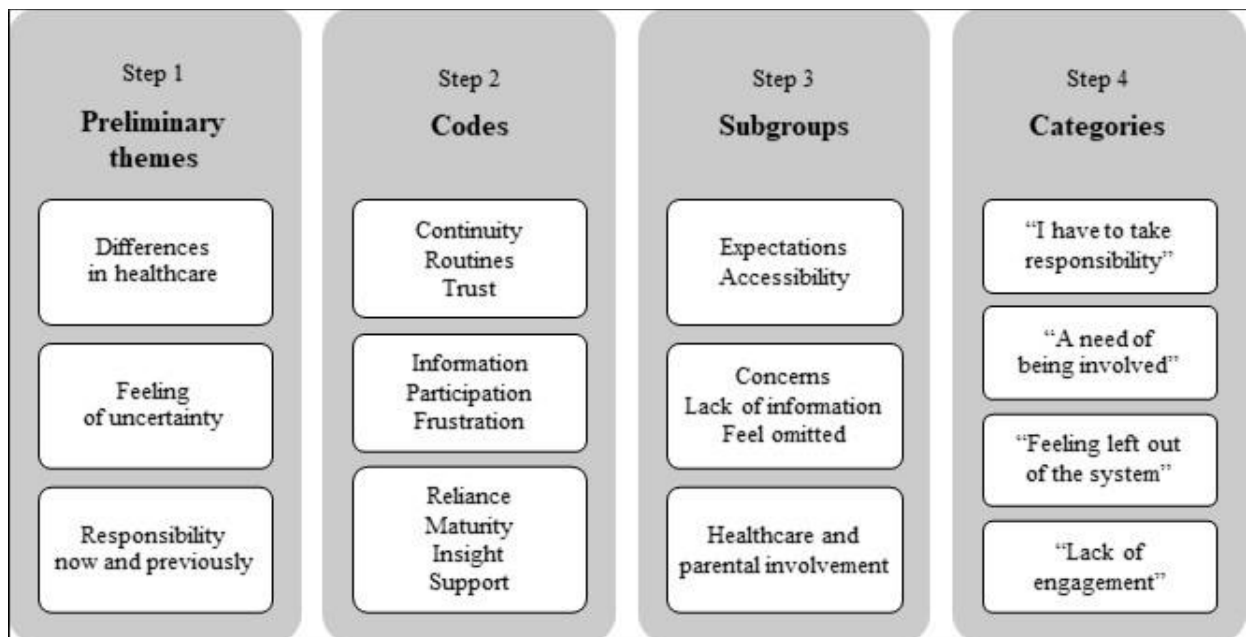 Step 1
Preliminary
themes
Differences
in healthcare
Feeling
of uncertainty
Responsibility
now and previously
Step 2
Codes
Continuity
Routines
Trust
Information
Participation
Frustration
Reliance
Maturity
Insight
Support
Step 3
Subgroups
Expectations
Accessibility
Concerns
Lack of information
Feel omitted
Healthcare and
parental involvement
Step 4
Categories
“I have to take
responsibility”
“A need of
being involved”
“Feeling left out
of the system”
“Lack of
engagement”